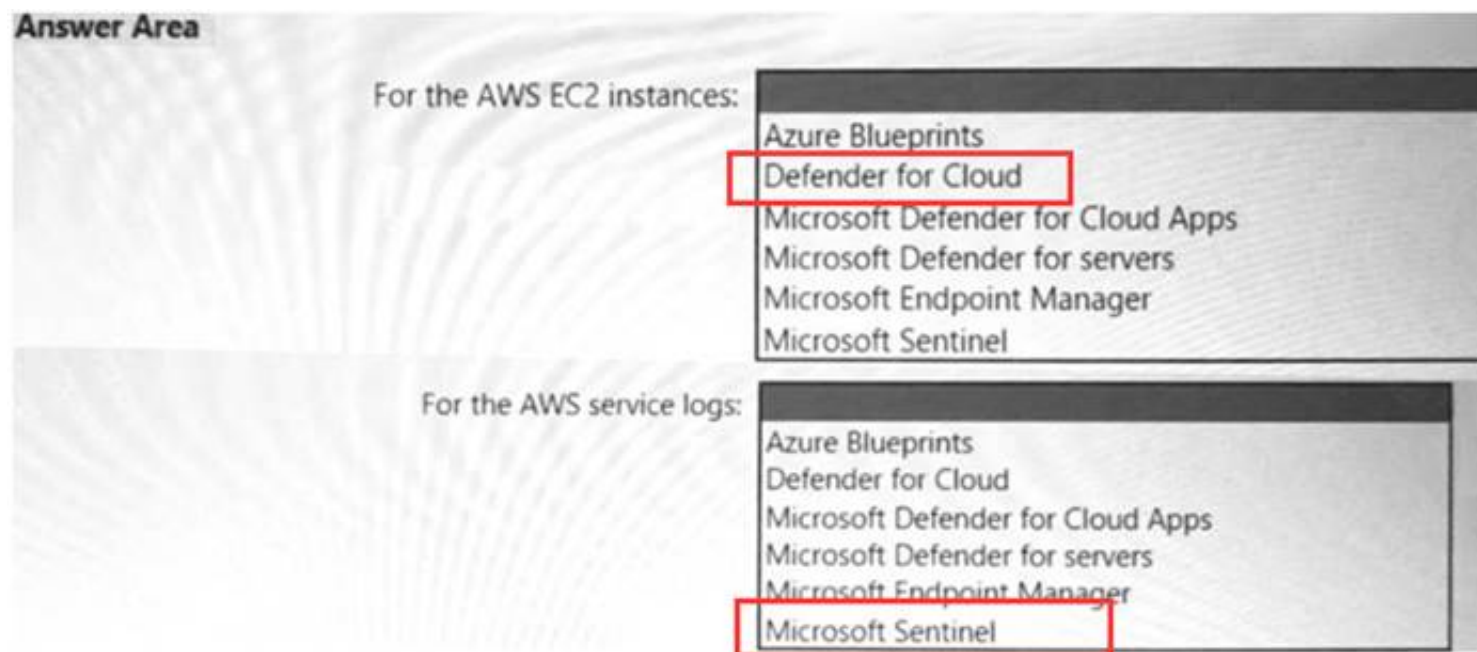 Answer Area
For the AWS EC2 instances:
Azure Blueprints
Defender for Cloud
Microsoft Defender for Cloud Apps
Microsoft Defender for servers
Microsoft Endpoint Manager
Microsoft Sentinel
For the AWS service logs:
Azure Blueprints
Defender for Cloud
Microsoft Defender for Cloud Apps
Microsoft Defender for servers
Microsoft Endpoint Manager
Microsoft Sentinel